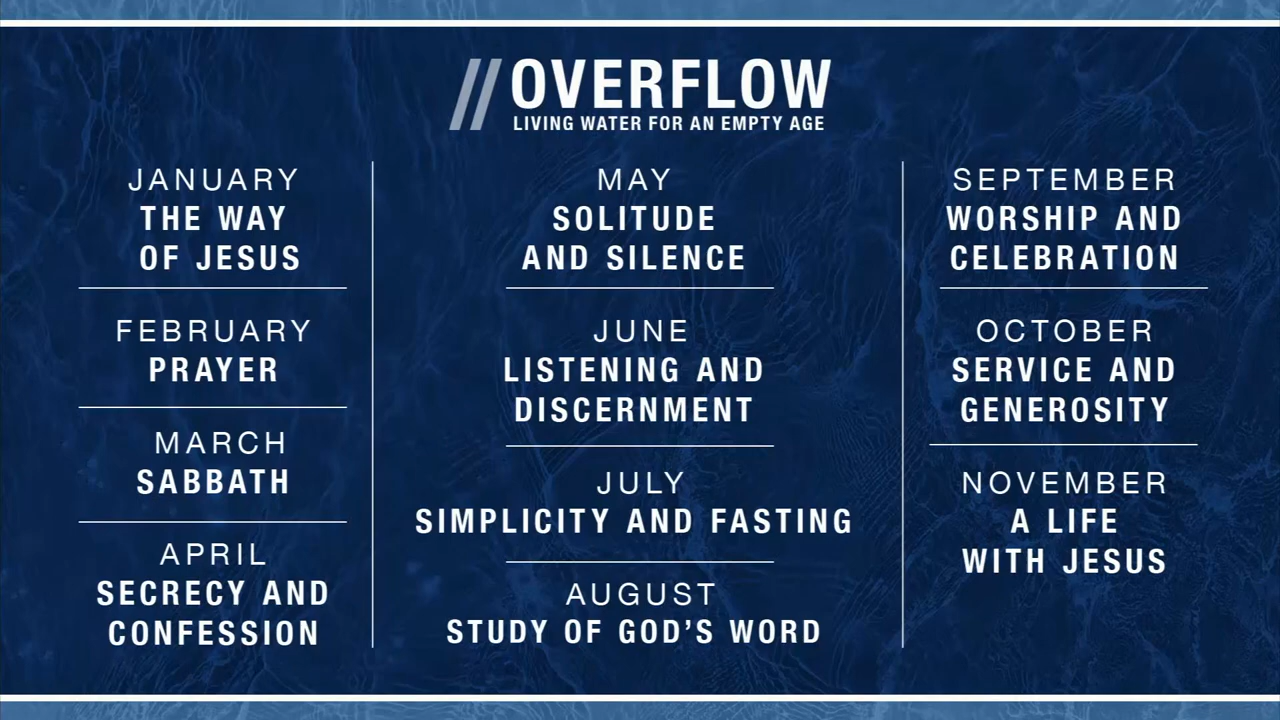 // OVERFLOW
LIVING WATER FOR AN EMPTY AGE
JANUARY
THE WAY
OF JESUS
FEBRUARY
PRAYER
MARCH
SABBATH
APRIL
SECRECY AND
CONFESSION
MAY
SOLITUDE
AND SILENCE
JUNE
LISTENING AND
DISCERNMENT
JULY
SIMPLICITY AND FASTING
AUGUST
STUDY OF GOD'S WORD
SEPTEMBER
WORSHIP AND
CELEBRATION
OCTOBER
SERVICE AND
GENEROSITY
NOVEMBER
A LIFE
WITH JESUS